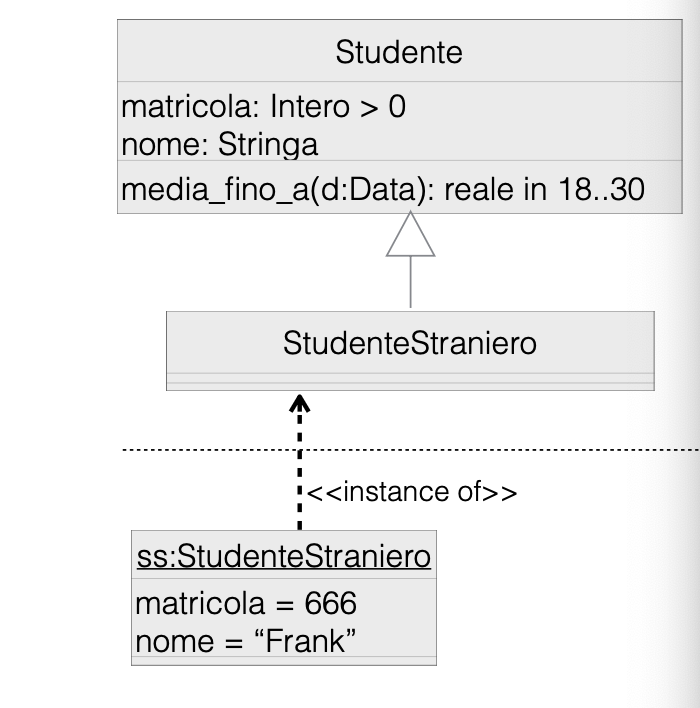 Studente
matricola: Intero > 0
nome: Stringa
media_fino_a(d:Data): reale in 18..30
StudenteStraniero
<<instance of>>
ss:StudenteStraniero
matricola = 666
nome = “Frank”